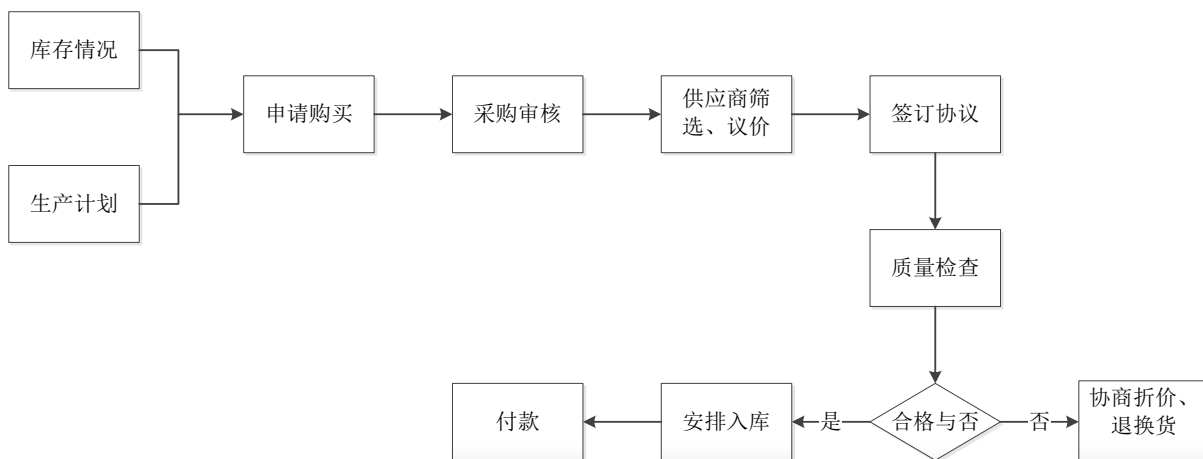 库存情况
生产计划
申请购买
采购审核
供应商筛
选、议价
签订协议
质量检查
合格与否
是
安排入库
付款
否
协商折价、
退换货